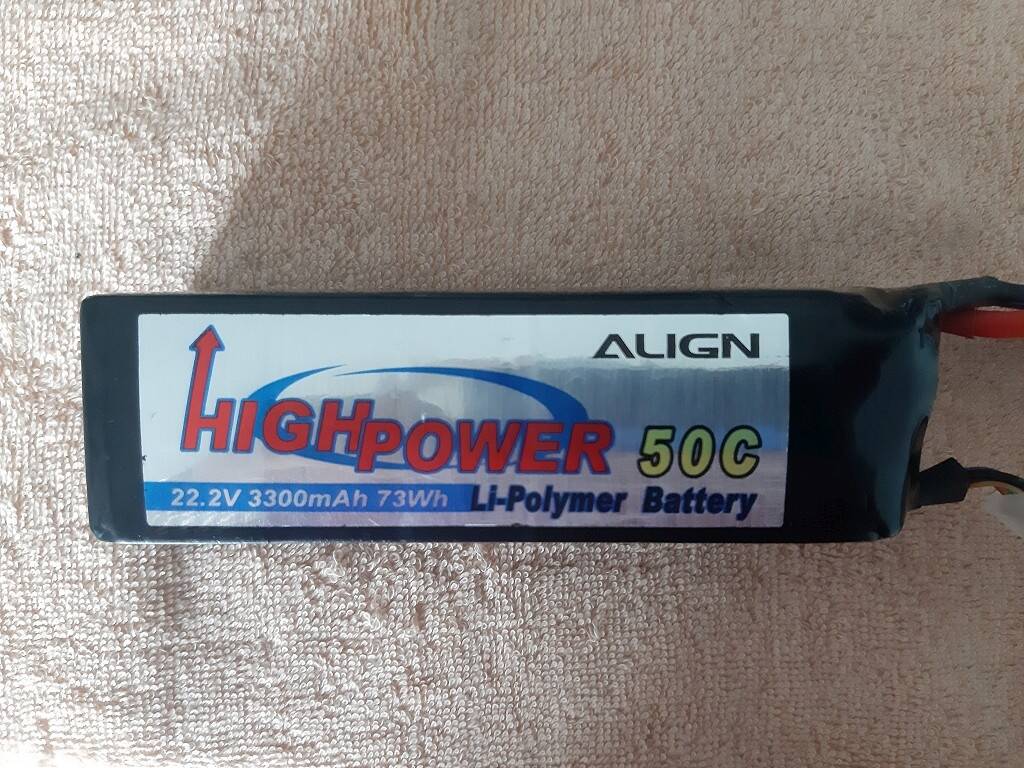 ALIGN
HIGHPOWER 50C
22.2V 3300mAh 73Wh Li-Polymer Battery